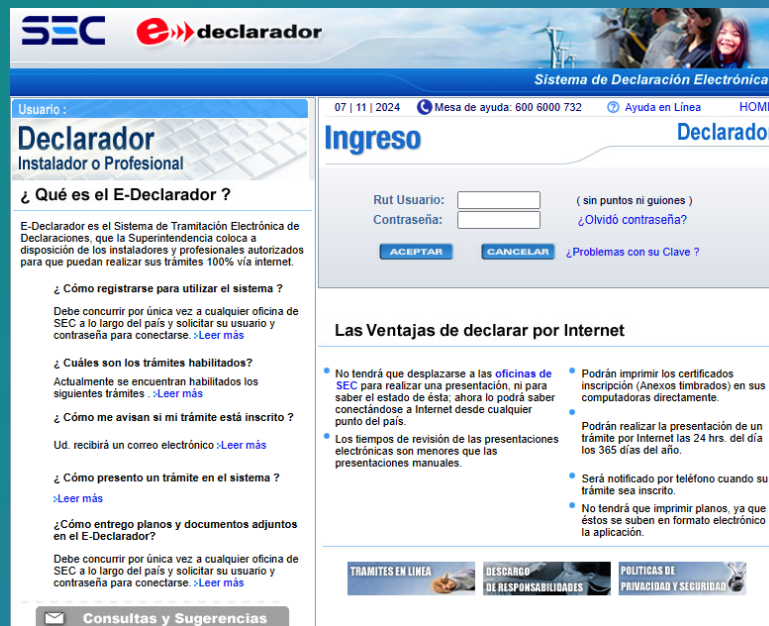 SEC e declarador
Sistema de Declaración Electrónica
Usuario :
Declarador
Instalador o Profesional
¿ Qué es el E-Declarador ?
E-Declarador es el Sistema de Tramitación Electrónica de
Declaraciones, que la Superintendencia coloca a
disposición de los instaladores y profesionales autorizados
para que puedan realizar sus trámites 100% vía internet.
¿ Cómo registrarse para utilizar el sistema ?
Debe concurrir por única vez a cualquier oficina de
SEC a lo largo del país y solicitar su usuario y
contraseña para conectarse. :-Leer más
¿ Cuáles son los trámites habilitados?
Actualmente se encuentran habilitados los
siguientes trámites . :-Leer más
¿ Cómo me avisan si mi trámite está inscrito ?
Ud. recibirá un correo electrónico :-Leer más
¿ Cómo presento un trámite en el sistema ?
:-Leer más
¿Cómo entrego planos y documentos adjuntos
en el E-Declarador?
Debe concurrir por única vez a cualquier oficina de
SEC a lo largo del país y solicitar su usuario y
contraseña para conectarse. :-Leer más
Consultas y Sugerencias
07 | 11 | 2024 Mesa de ayuda: 600 6000 732 Ayuda en Línea HOM
Ingreso Declarado
Rut Usuario: ( sin puntos ni guiones )
Contraseña: ¿Olvidó contraseña?
ACEPTAR CANCELAR ¿Problemas con su Clave ?
Las Ventajas de declarar por Internet
No tendrá que desplazarse a las oficinas de
SEC para realizar una presentación, ni para
saber el estado de ésta; ahora lo podrá saber
conectándose a Internet desde cualquier
punto del país.
Los tiempos de revisión de las presentaciones
electrónicas son menores que las
presentaciones manuales.
Podrán imprimir los certificados
inscripción (Anexos timbrados) en sus
computadoras directamente.
Podrán realizar la presentación de un
trámite por Internet las 24 hrs. del día
los 365 días del año.
Será notificado por teléfono cuando su
trámite sea inscrito.
No tendrá que imprimir planos, ya que
éstos se suben en formato electrónico
la aplicación.
TRAMITES EN LINEA
DESCARGO
DE RESPONSABILIDADES
POLITICAS DE
PRIVACIDAD Y SEGURIDAD